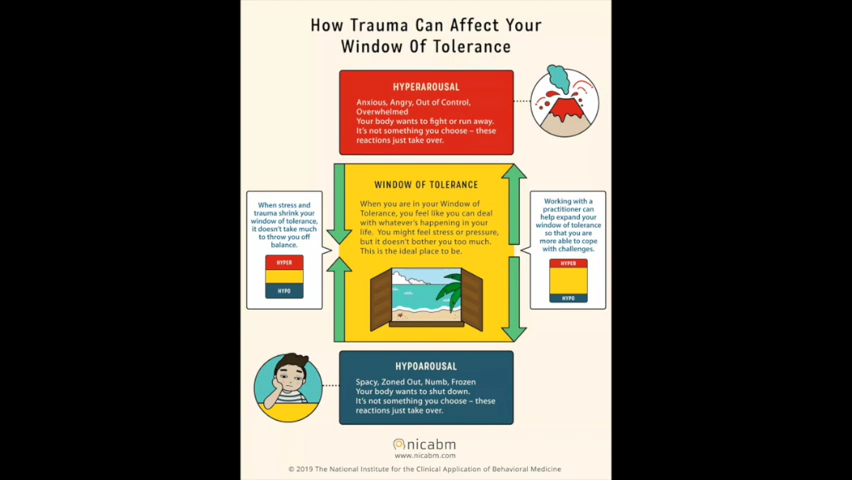 How Trauma Can Affect Your
Window Of Tolerance
HYPERAROUSAL
Anxious, Angry, Out of Control,
Overwhelmed
Your body wants to fight or run away.
It's not something you choose – these
reactions just take over.
When stress and
trauma shrink your
window of tolerance,
it doesn't take much
to throw you off
balance.
HYPER
HYPO
WINDOW OF TOLERANCE
When you are in your Window of
Tolerance, you feel like you can deal
with whatever's happening in your
life. You might feel stress or pressure,
but it doesn't bother you too much.
This is the ideal place to be.
Working with a
practitioner can
help expand your
window of tolerance
so that you are
more able to cope
with challenges.
HYPER
HYPO
HYPOAROUSAL
Spacy, Zoned Out, Numb, Frozen
Your body wants to shut down.
It's not something you choose – these
reactions just take over.
nicabm
www.nicabm.com
© 2019 The National Institute for the Clinical Application of Behavioral Medicine